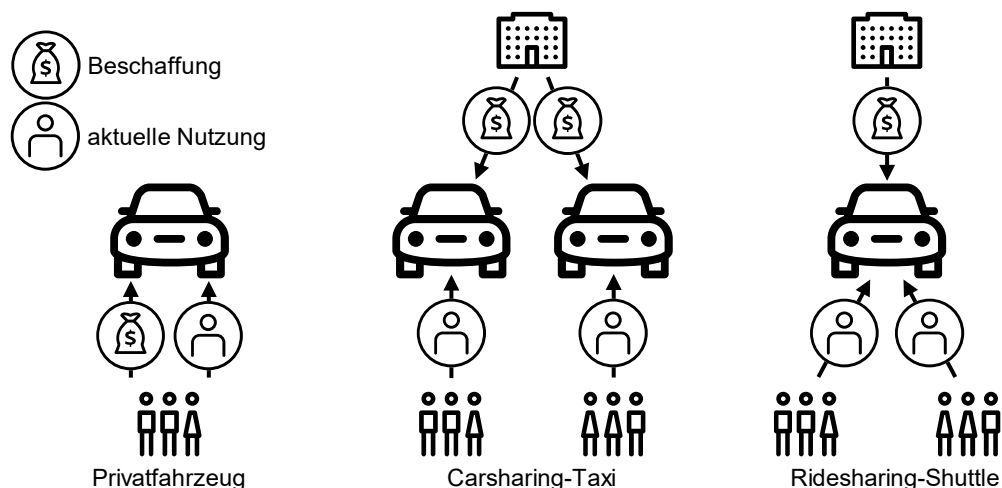 Beschaffung
aktuelle Nutzung
$
$
$
$
$
Privatfahrzeug
Carsharing-Taxi
Ridesharing-Shuttle